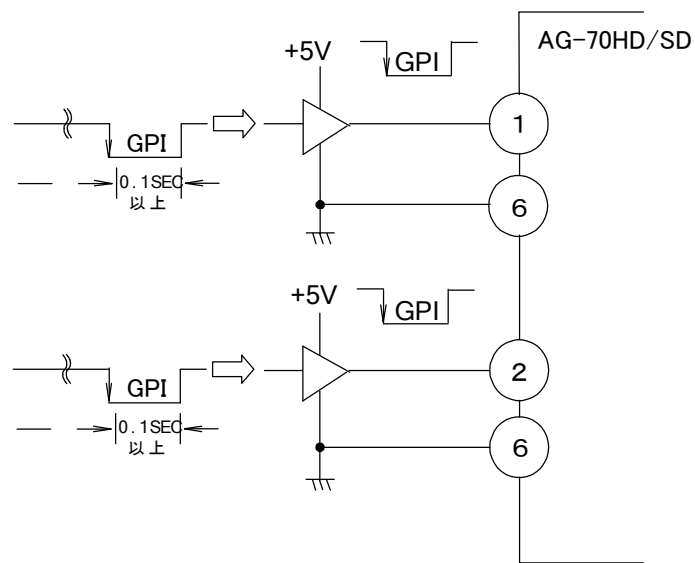 AG-70HD/SD
+5V
GPI
1
GPI
0.1SEC
以上
6
+5V
GPI
2
GPI
0.1SEC
以上
6